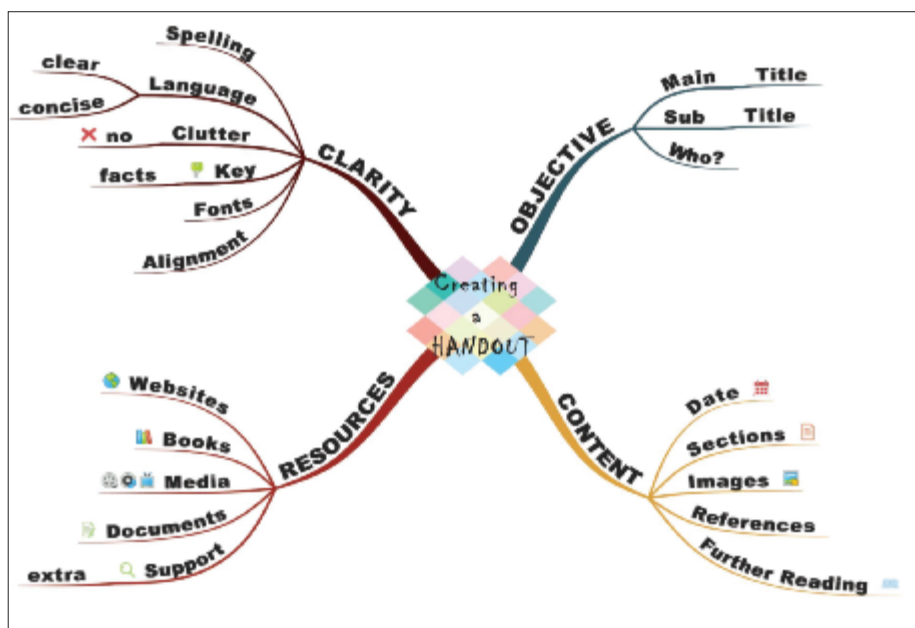 Creating
a
HANDOUT
OBJECTIVE
Main Title
Sub Title
Who?
CONTENT
Date
Sections
Images
References
Further Reading
RESOURCES
Websites
Books
Media
Documents
extra Support
CLARITY
Spelling
Language
clear
concise
no Clutter
facts Key
Fonts
Alignment